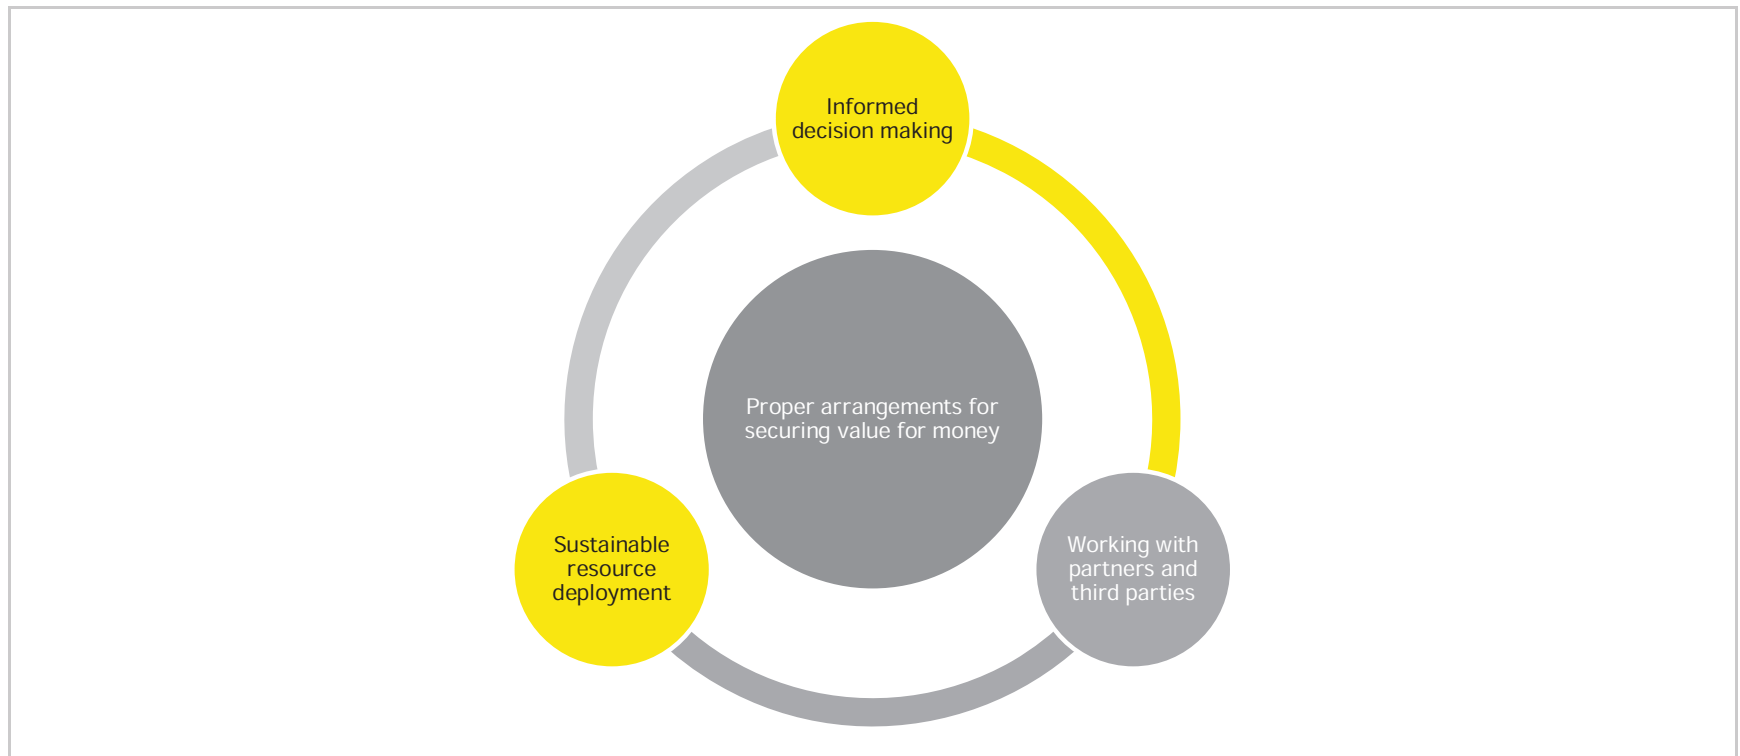 Informed
decision making
Proper arrangements for
securing value for money
Sustainable
resource
deployment
Working with
partners and
third parties